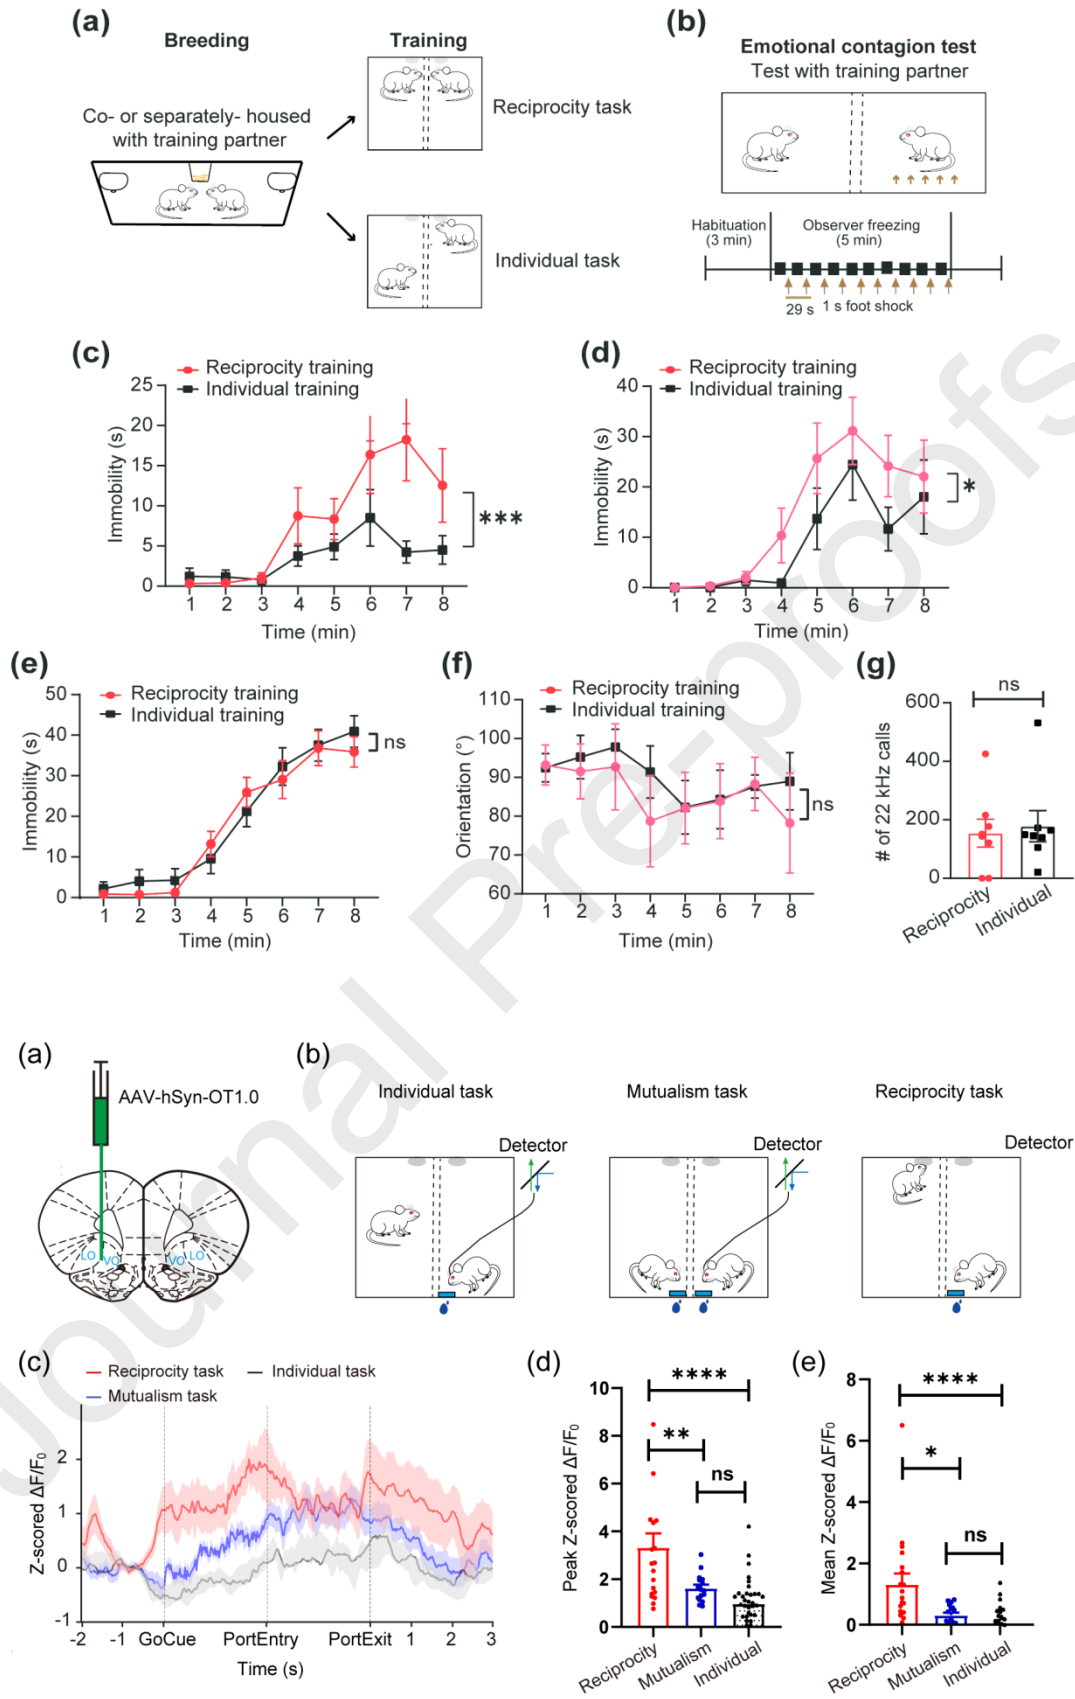 (a)
Breeding
Training
Co- or separately- housed
with training partner
Reciprocity task
Individual task
(b)
Emotional contagion test
Test with training partner
Habituation
(3 min)
Observer freezing
(5 min)
29 s
1 s foot shock
(c)
Reciprocity training
Individual training
Immobility (s)
25
20
15
10
5
0
1 2 3 4 5 6 7 8
Time (min)
***
(d)
Reciprocity training
Individual training
Immobility (s)
40
30
20
10
0
1 2 3 4 5 6 7 8
Time (min)
*
(e)
Reciprocity training
Individual training
Immobility (s)
50
40
30
20
10
0
1 2 3 4 5 6 7 8
Time (min)
ns
(f)
Reciprocity training
Individual training
Orientation (°)
110
100
90
80
70
60
1 2 3 4 5 6 7 8
Time (min)
ns
(g)
ns
# of 22 kHz calls
600
400
200
0
Reciprocity
Individual
(a)
AAV-hSyn-OT1.0
LO VO VO LO
(b)
Individual task
Mutualism task
Reciprocity task
Detector
Detector
Detector
(c)
Reciprocity task
Individual task
Mutualism task
Z-scored ΔF/F0
2
1
0
-1
-2 -1 GoCue PortEntry PortExit 1 2 3
Time (s)
(d)
****
**
ns
Peak Z-scored ΔF/F0
10
8
6
4
2
0
Reciprocity
Mutualism
Individual
(e)
****
*
ns
Mean Z-scored ΔF/F0
8
6
4
2
0
Reciprocity
Mutualism
Individual
Journal Pre-proofs